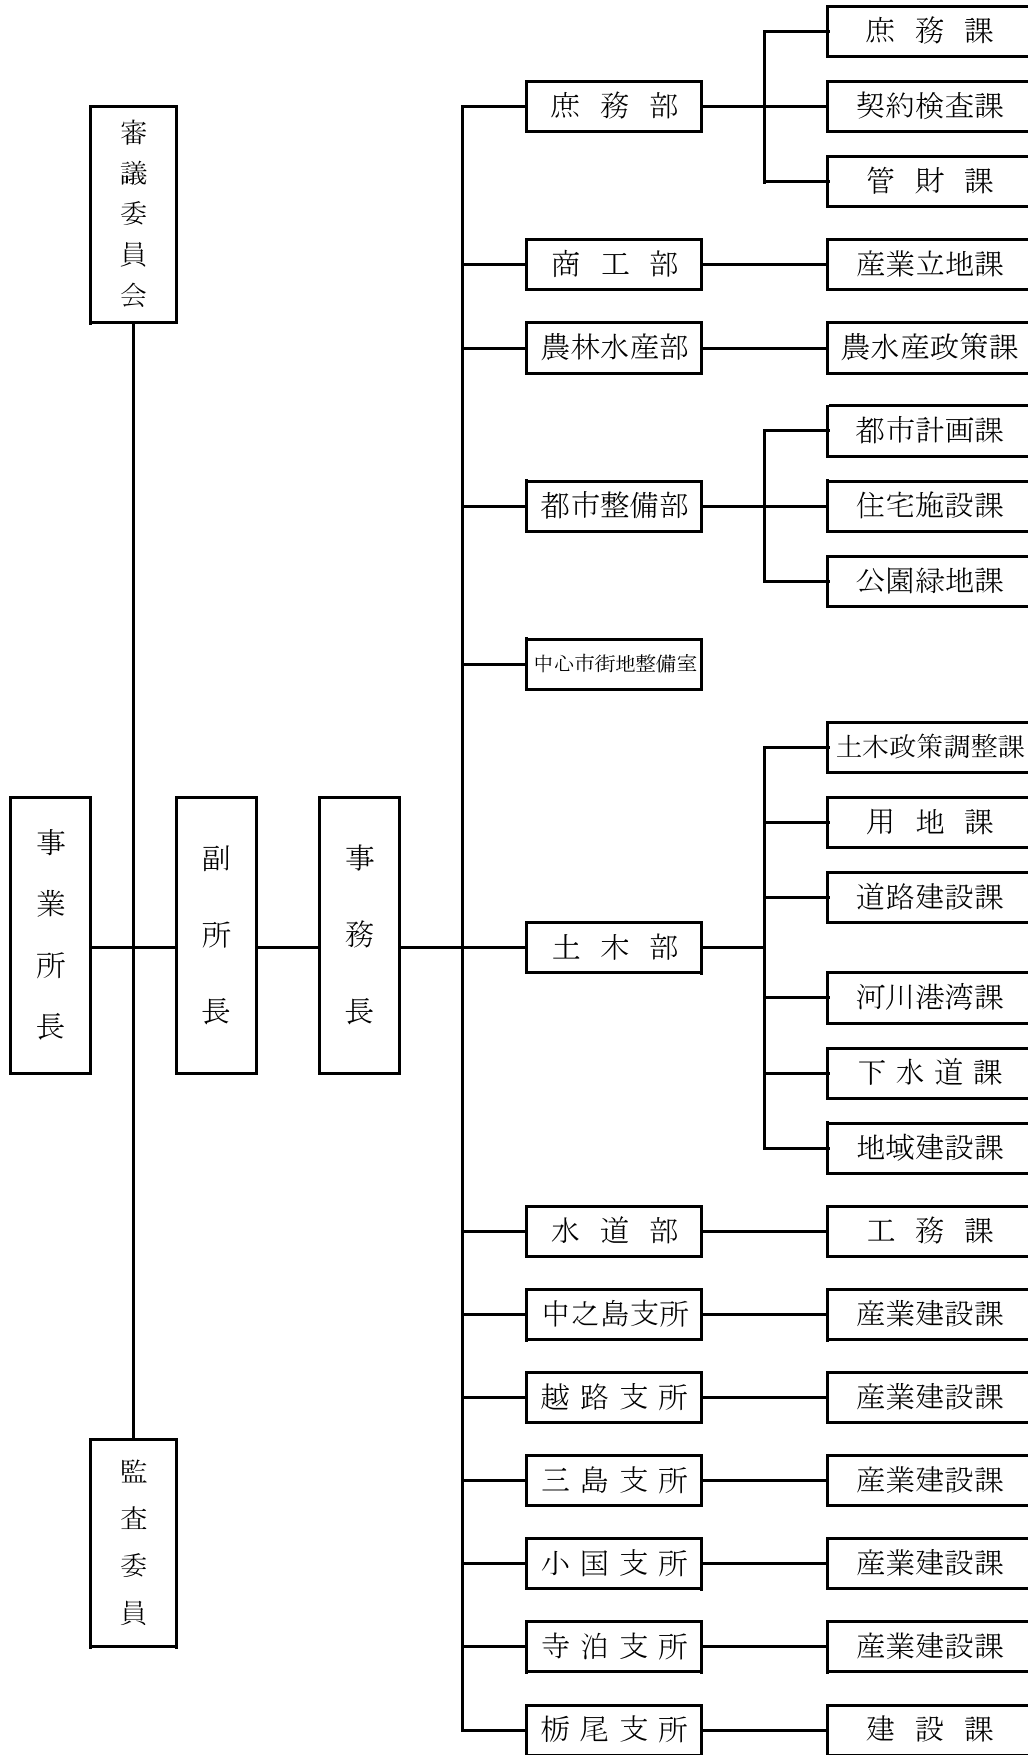 審議委員会
事業所長
監査委員
副所長
事務長
庶務部
庶務課
契約検査課
管財課
商工部
産業立地課
農林水産部
農水産政策課
都市整備部
都市計画課
住宅施設課
公園緑地課
中心市街地整備室
土木部
土木政策調整課
用地課
道路建設課
河川港湾課
下水道課
地域建設課
水道部
工務課
中之島支所
産業建設課
越路支所
産業建設課
三島支所
産業建設課
小国支所
産業建設課
寺泊支所
産業建設課
栃尾支所
建設課